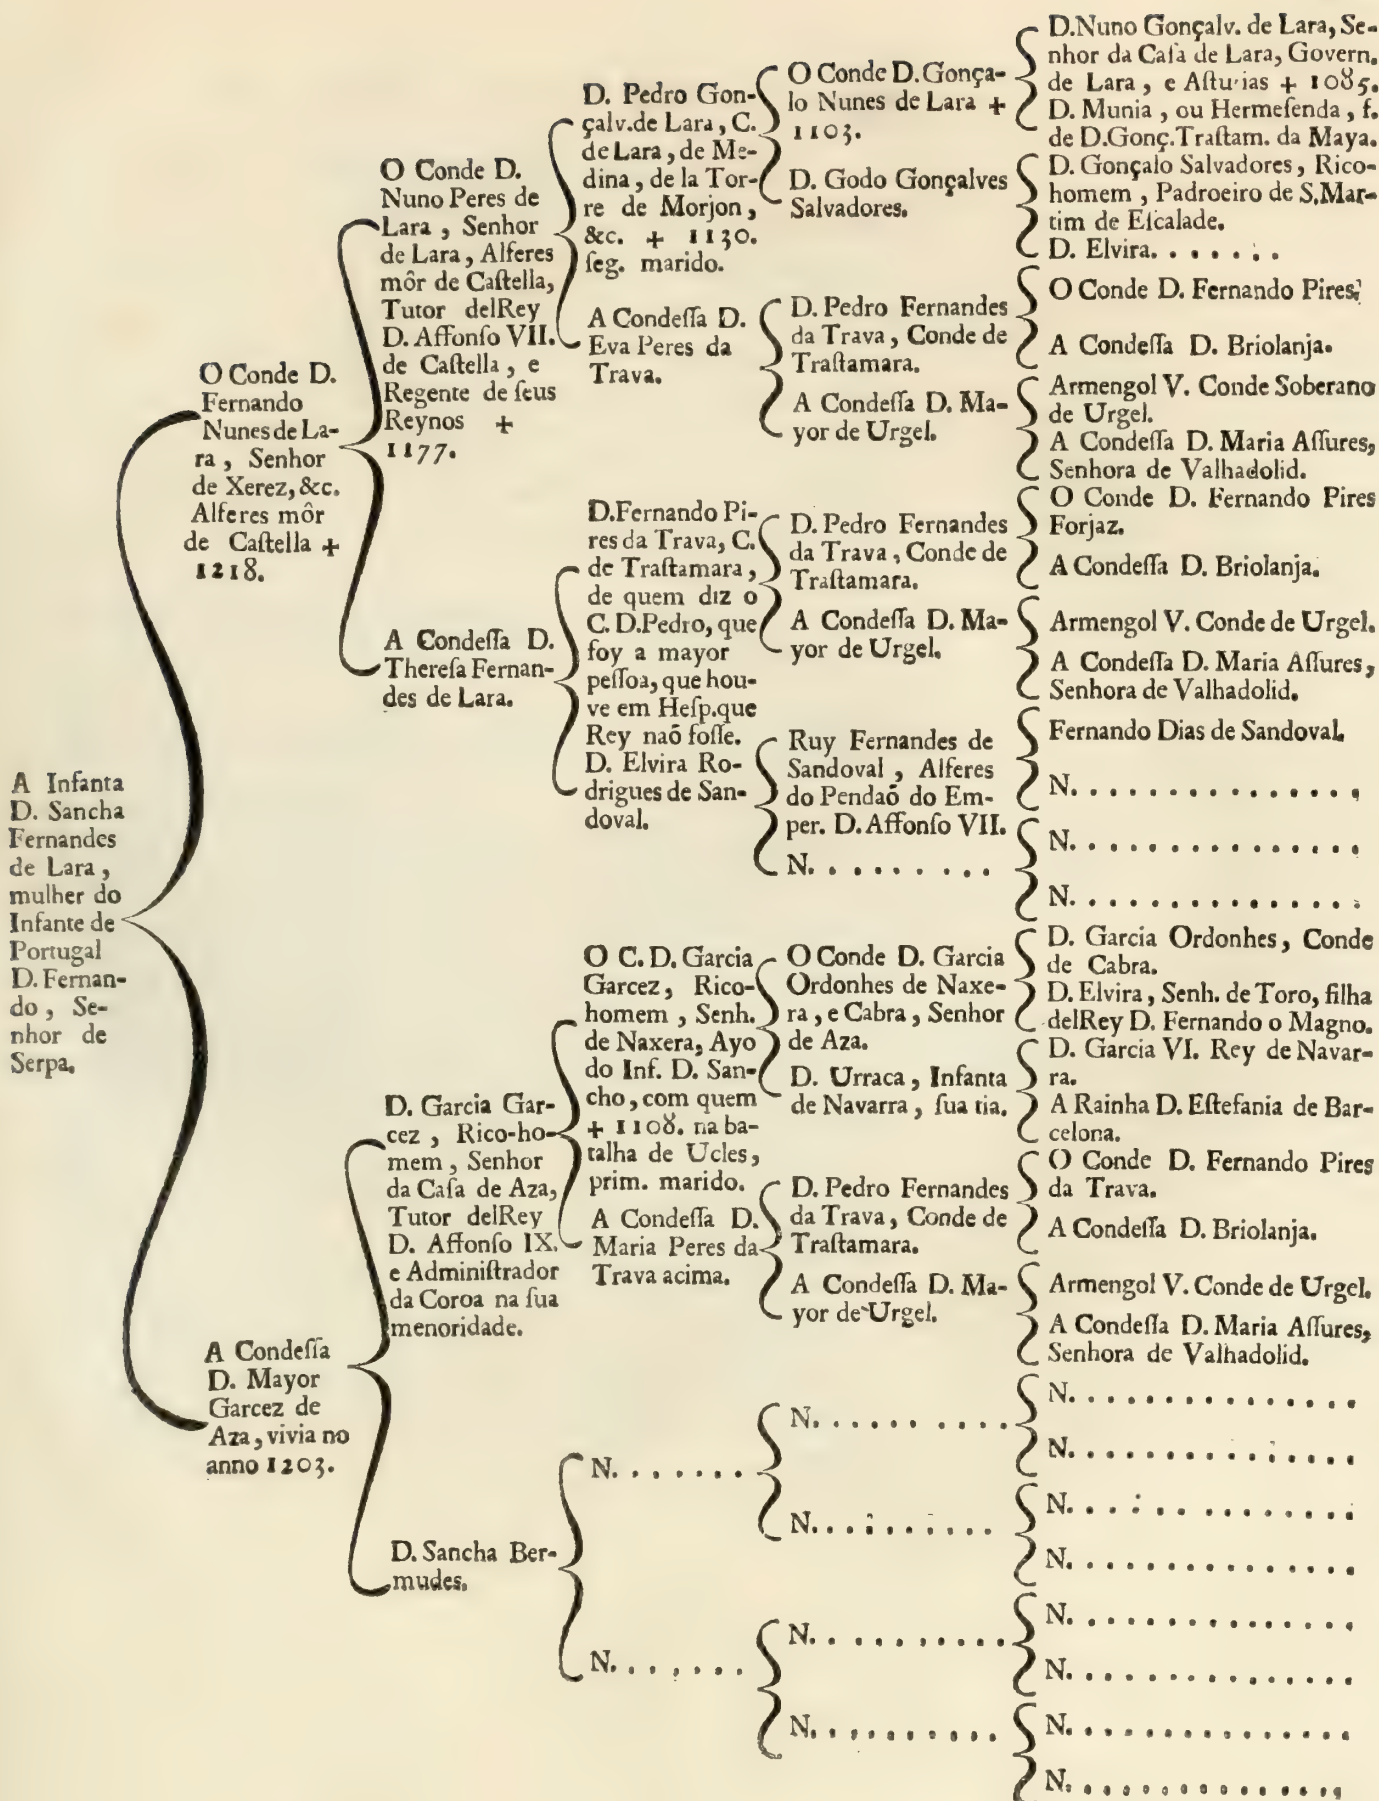 A Infanta
D. Sancha
Fernandes
de Lara,
mulher do
Infante de
Portugal
D. Fernan-
do, Se-
nhor de
Serpa.
O Conde D.
Fernando
Nunes de La-
ra, Senhor
de Xerez, &c.
Alferes môr
de Caſtella +
1218.
A Condeſſa
D. Mayor
Garcez de
Aza, vivia no
anno 1203.
O Conde D.
Nuno Peres de
Lara, Senhor
de Lara, Alferes
môr de Caſtella,
Tutor delRey
D. Affonſo VII.
de Caſtella, e
Regente de ſeus
Reynos +
1177.
A Condeſſa D.
Thereſa Fernan-
des de Lara.
D. Garcia Gar-
cez, Rico-ho-
mem, Senhor
da Caſa de Aza,
Tutor delRey
D. Affonſo IX.
e Adminiſtrador
da Coroa na ſua
menoridade.
D. Sancha Ber-
mudes.
D. Pedro Gon-
çalv. de Lara, C.
de Lara, de Me-
dina, de la Tor-
re de Morjon,
&c. + 1130.
ſeg. marido.
A Condeſſa D.
Eva Peres da
Trava.
D. Fernando Pi-
res da Trava, C.
de Traſtamara,
de quem diz o
C. D. Pedro, que
foy a mayor
peſſoa, que hou-
ve em Heſp. que
Rey naõ foſſe.
D. Elvira Ro-
drigues de San-
doval.
O C. D. Garcia
Garcez, Rico-
homem, Senh.
de Naxera, Ayo
do Inf. D. San-
cho, com quem
+ 1108. na ba-
talha de Ucles,
prim. marido.
A Condeſſa D.
Maria Peres da
Trava acima.
N. . . . . . .
N. . . . . . .
O Conde D. Gonça-
lo Nunes de Lara +
1103.
D. Godo Gonçalves
Salvadores.
D. Pedro Fernandes
da Trava, Conde de
Traſtamara.
A Condeſſa D. Ma-
yor de Urgel.
D. Pedro Fernandes
da Trava, Conde de
Traſtamara.
A Condeſſa D. Ma-
yor de Urgel.
Ruy Fernandes de
Sandoval, Alferes
do Pendaõ do Em-
per. D. Affonſo VII.
N. . . . . . . . .
O Conde D. Garcia
Ordonhes de Naxe-
ra, e Cabra, Senhor
de Aza.
D. Urraca, Infanta
de Navarra, ſua tia.
D. Pedro Fernandes
da Trava, Conde de
Traſtamara.
A Condeſſa D. Ma-
yor de Urgel.
N. . . . . . . . . .
N. . . . . . . . . .
N. . . . . . . . . .
N. . . . . . . . . .
D. Nuno Gonçalv. de Lara, Se-
nhor da Caſa de Lara, Govern.
de Lara, e Aſturias + 1085.
D. Munia, ou Hermeſenda, f.
de D. Gonç. Traſtam. da Maya.
D. Gonçalo Salvadores, Rico-
homem, Padroeiro de S. Mar-
tim de Eſcalade.
D. Elvira. . . . . . .
O Conde D. Fernando Pires.
A Condeſſa D. Briolanja.
Armengol V. Conde Soberano
de Urgel.
A Condeſſa D. Maria Aſſures,
Senhora de Valhadolid.
O Conde D. Fernando Pires
Forjaz.
A Condeſſa D. Briolanja.
Armengol V. Conde de Urgel.
A Condeſſa D. Maria Aſſures,
Senhora de Valhadolid.
Fernando Dias de Sandoval.
N. . . . . . . . . . . . . .
N. . . . . . . . . . . . . .
N. . . . . . . . . . . . . .
D. Garcia Ordonhes, Conde
de Cabra.
D. Elvira, Senh. de Toro, filha
delRey D. Fernando o Magno.
D. Garcia VI. Rey de Navar-
ra.
A Rainha D. Eſtefania de Bar-
celona.
O Conde D. Fernando Pires
da Trava.
A Condeſſa D. Briolanja.
Armengol V. Conde de Urgel.
A Condeſſa D. Maria Aſſures,
Senhora de Valhadolid.
N. . . . . . . . . . . . . .
N. . . . . . . . . . . . . .
N. . . . . . . . . . . . . .
N. . . . . . . . . . . . . .
N. . . . . . . . . . . . . .
N. . . . . . . . . . . . . .
N. . . . . . . . . . . . . .
N. . . . . . . . . . . . . .